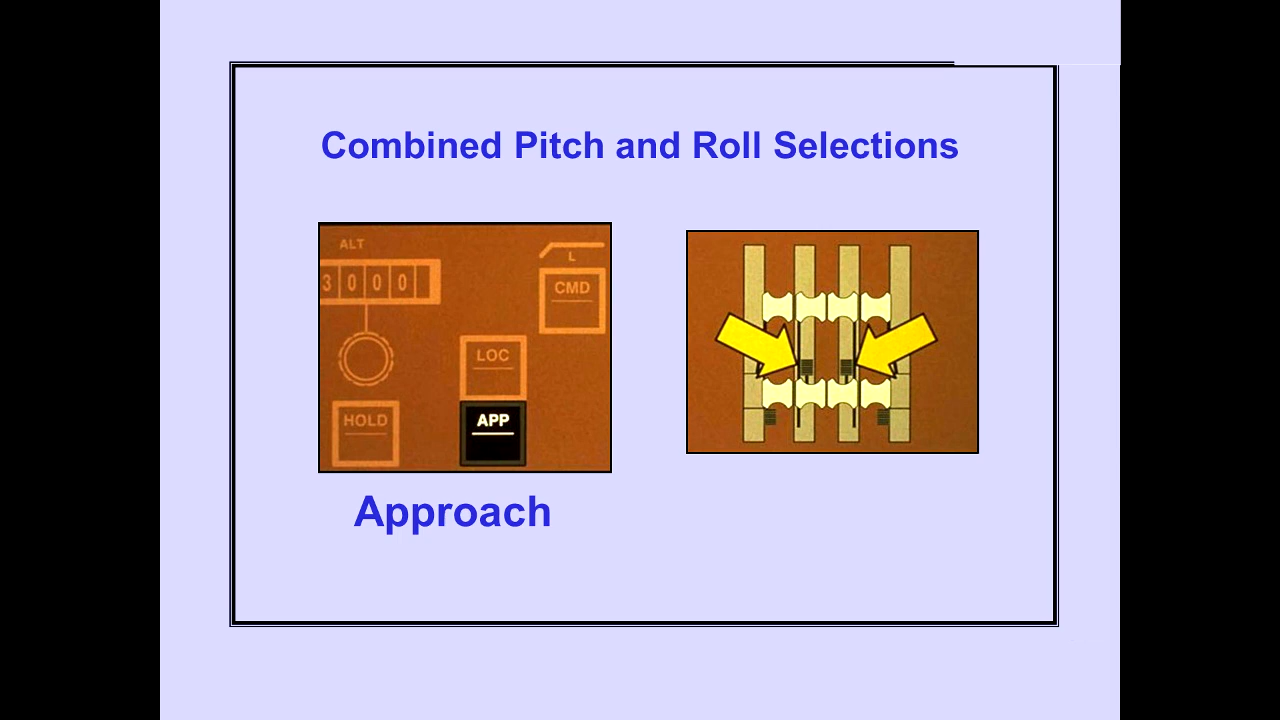 Combined Pitch and Roll Selections
ALT
3000
L
CMD
LOC
HOLD
APP
Approach